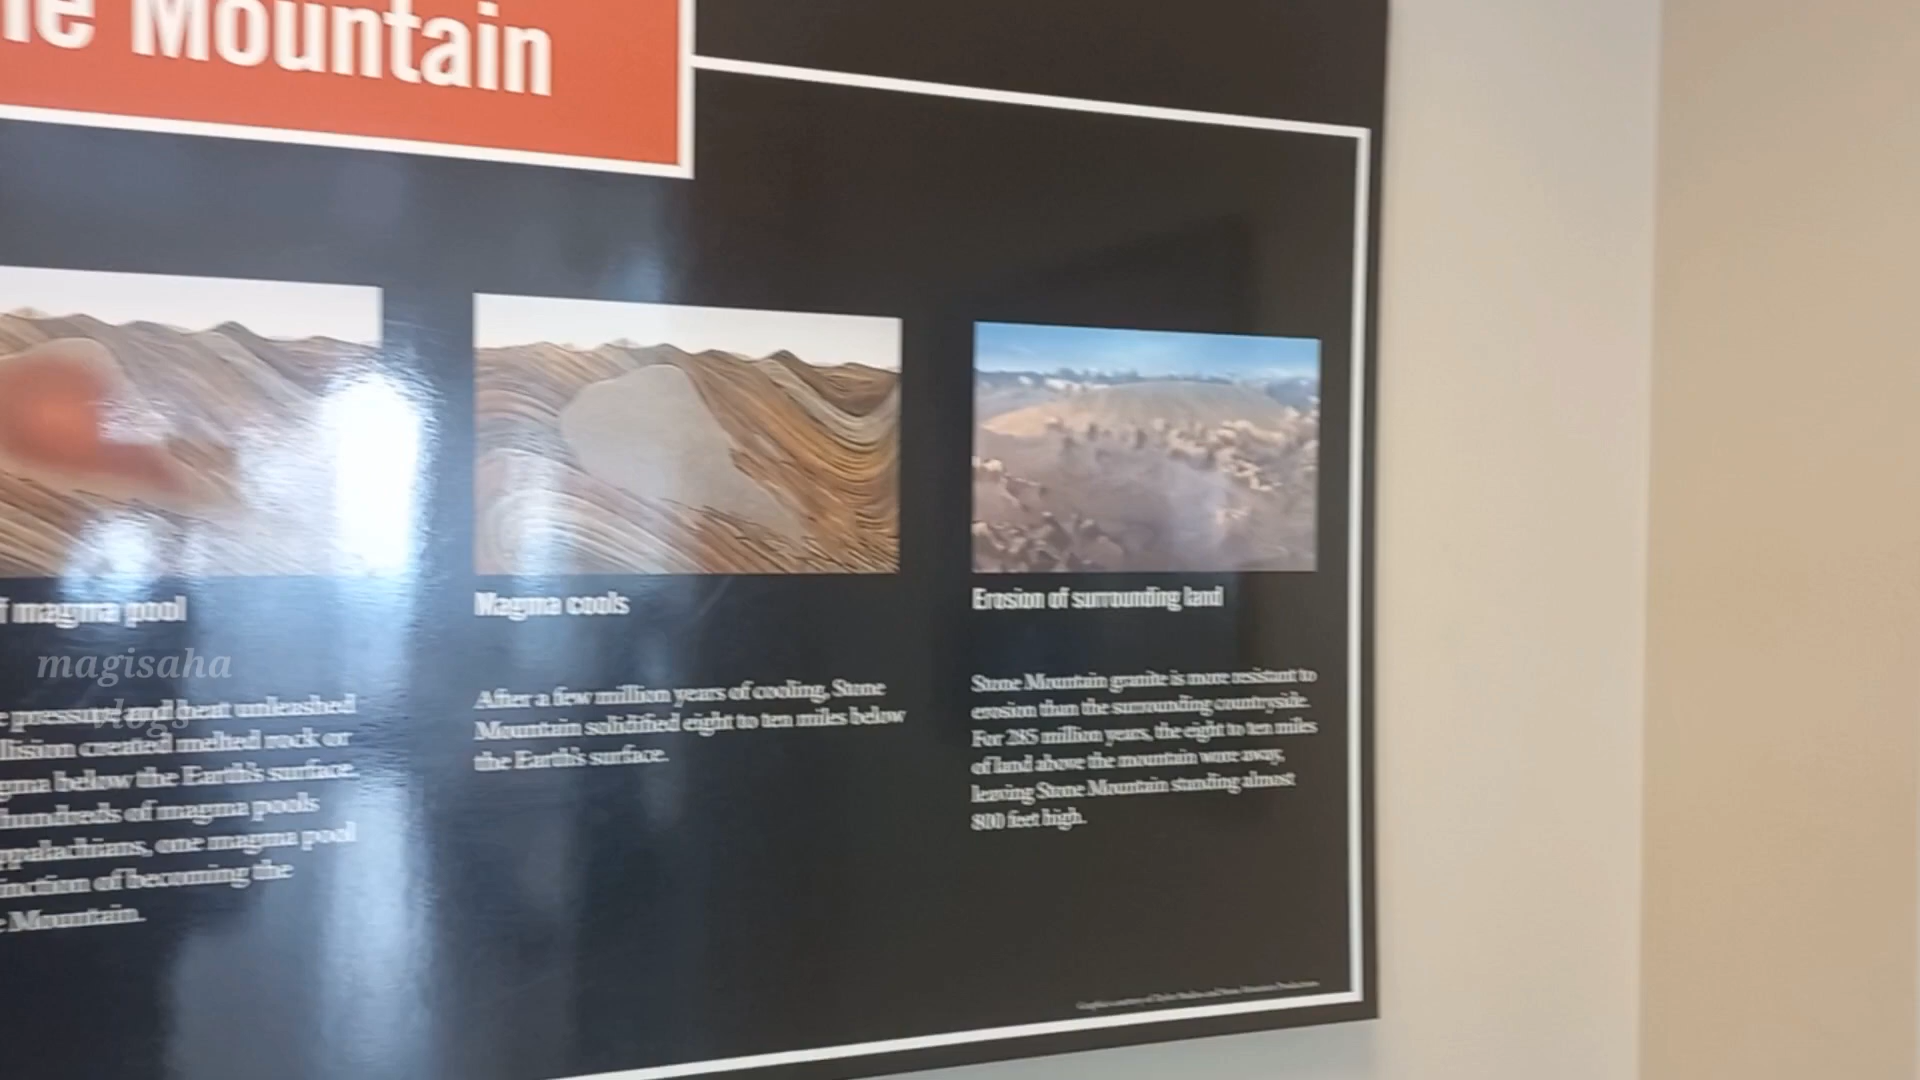 Mountain
f magma pool
magisaha
vlogs
pressure and heat unleashed
created melted rock or
below the Earth's surface.
hundreds of magma pools
one magma pool
of becoming the
Mountain.
Magma cools
After a few million years of cooling, Stone
Mountain solidified eight to ten miles below
the Earth's surface.
Erosion of surrounding land
Stone Mountain granite is more resistant to
erosion than the surrounding countryside.
For 285 million years, the eight to ten miles
of land above the mountain wore away,
leaving Stone Mountain standing almost
800 feet high.